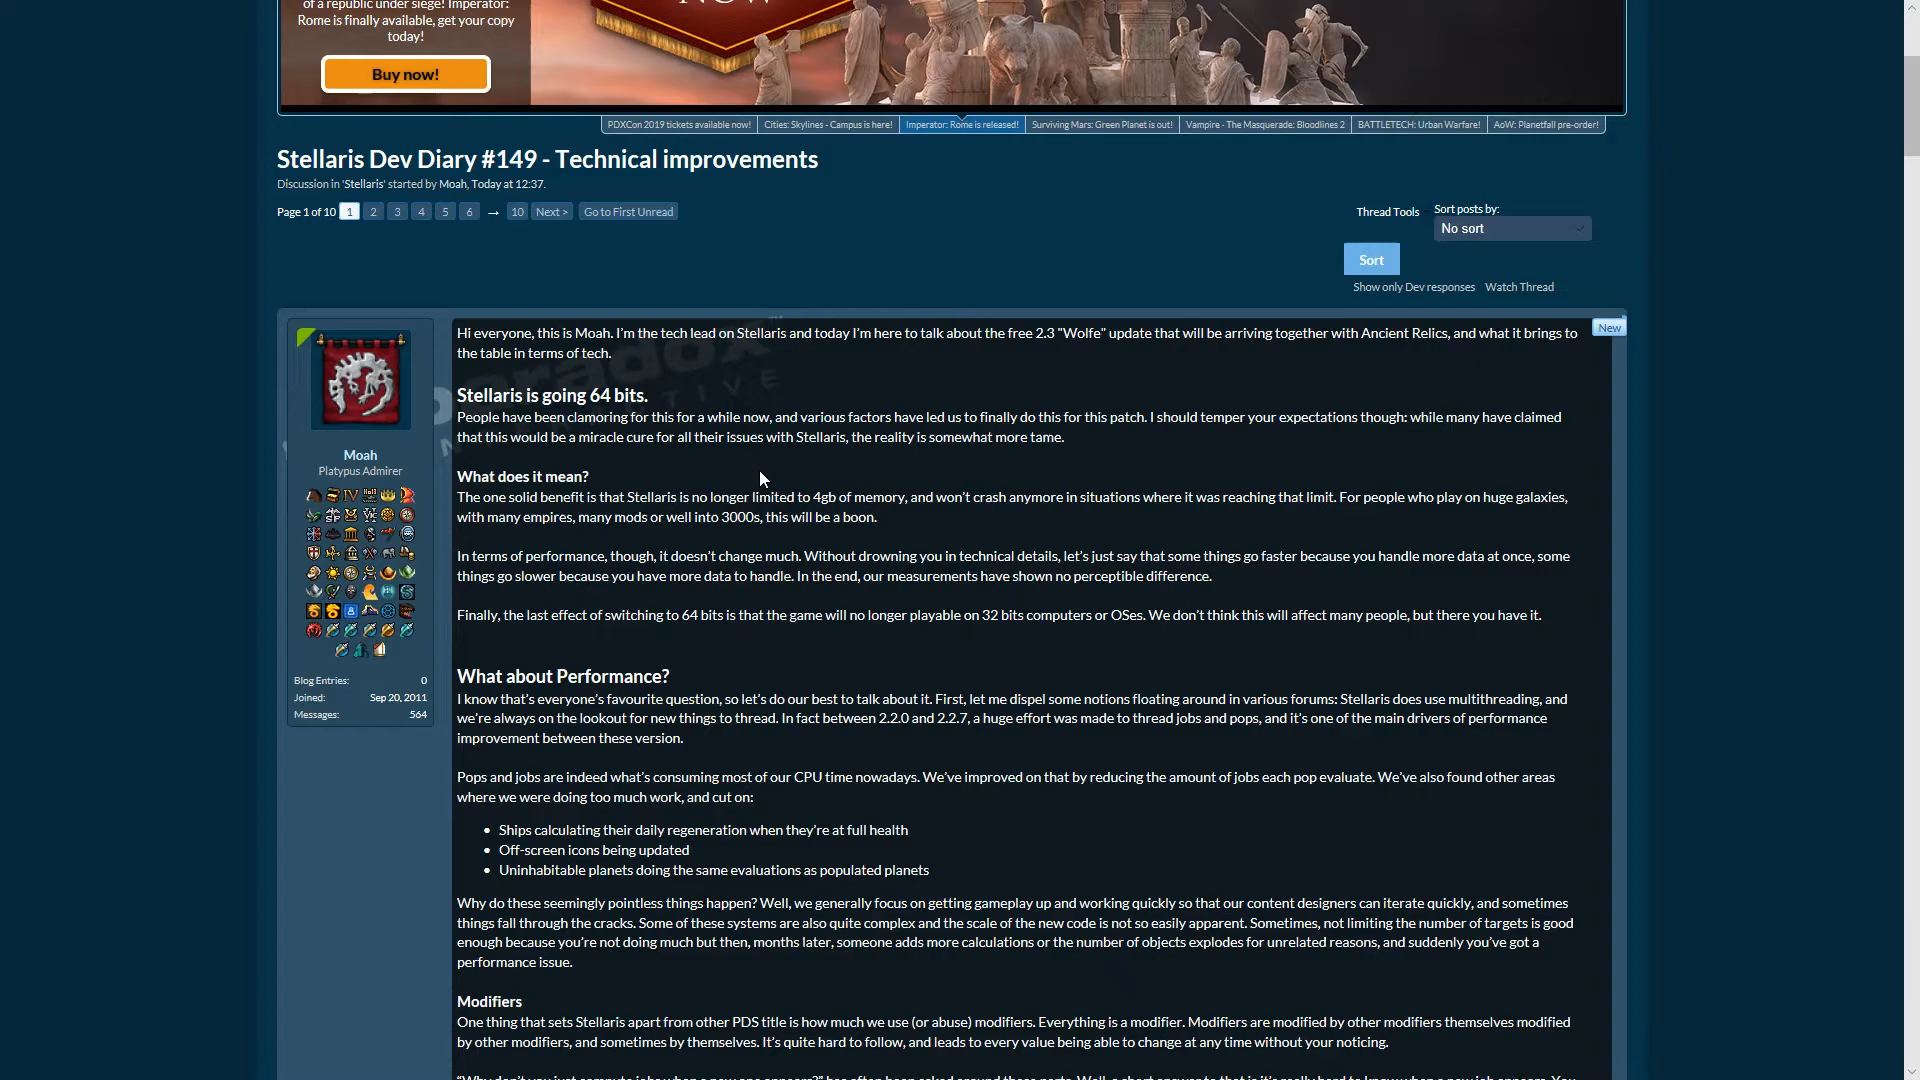 of a republic under siege! Imperator:
Rome is finally available, get your copy
today!
NOW
Buy now!
PDXCon 2019 tickets available now!
Cities: Skylines - Campus is here!
Imperator: Rome is released!
Surviving Mars: Green Planet is out!
Vampire - The Masquerade: Bloodlines 2
BATTLETECH: Urban Warfare!
AoW: Planetfall pre-order!
Stellaris Dev Diary #149 - Technical improvements
Discussion in 'Stellaris' started by Moah, Today at 12:37.
Page 1 of 10 1 2 3 4 5 6 → 10 Next > Go to First Unread
Thread Tools
Sort posts by:
No sort
Sort
Show only Dev responses Watch Thread
New
Moah
Platypus Admirer
Blog Entries: 0
Joined: Sep 20, 2011
Messages: 564
Hi everyone, this is Moah. I'm the tech lead on Stellaris and today I'm here to talk about the free 2.3 "Wolfe" update that will be arriving together with Ancient Relics, and what it brings to
the table in terms of tech.
Stellaris is going 64 bits.
People have been clamoring for this for a while now, and various factors have led us to finally do this for this patch. I should temper your expectations though: while many have claimed
that this would be a miracle cure for all their issues with Stellaris, the reality is somewhat more tame.
What does it mean?
The one solid benefit is that Stellaris is no longer limited to 4gb of memory, and won't crash anymore in situations where it was reaching that limit. For people who play on huge galaxies,
with many empires, many mods or well into 3000s, this will be a boon.
In terms of performance, though, it doesn't change much. Without drowning you in technical details, let's just say that some things go faster because you handle more data at once, some
things go slower because you have more data to handle. In the end, our measurements have shown no perceptible difference.
Finally, the last effect of switching to 64 bits is that the game will no longer playable on 32 bits computers or OSes. We don't think this will affect many people, but there you have it.
What about Performance?
I know that's everyone's favourite question, so let's do our best to talk about it. First, let me dispel some notions floating around in various forums: Stellaris does use multithreading, and
we're always on the lookout for new things to thread. In fact between 2.2.0 and 2.2.7, a huge effort was made to thread jobs and pops, and it's one of the main drivers of performance
improvement between these version.
Pops and jobs are indeed what's consuming most of our CPU time nowadays. We've improved on that by reducing the amount of jobs each pop evaluate. We've also found other areas
where we were doing too much work, and cut on:
• Ships calculating their daily regeneration when they're at full health
• Off-screen icons being updated
• Uninhabitable planets doing the same evaluations as populated planets
Why do these seemingly pointless things happen? Well, we generally focus on getting gameplay up and working quickly so that our content designers can iterate quickly, and sometimes
things fall through the cracks. Some of these systems are also quite complex and the scale of the new code is not so easily apparent. Sometimes, not limiting the number of targets is good
enough because you're not doing much but then, months later, someone adds more calculations or the number of objects explodes for unrelated reasons, and suddenly you've got a
performance issue.
Modifiers
One thing that sets Stellaris apart from other PDS title is how much we use (or abuse) modifiers. Everything is a modifier. Modifiers are modified by other modifiers themselves modified
by other modifiers, and sometimes by themselves. It's quite hard to follow, and leads to every value being able to change at any time without your noticing.